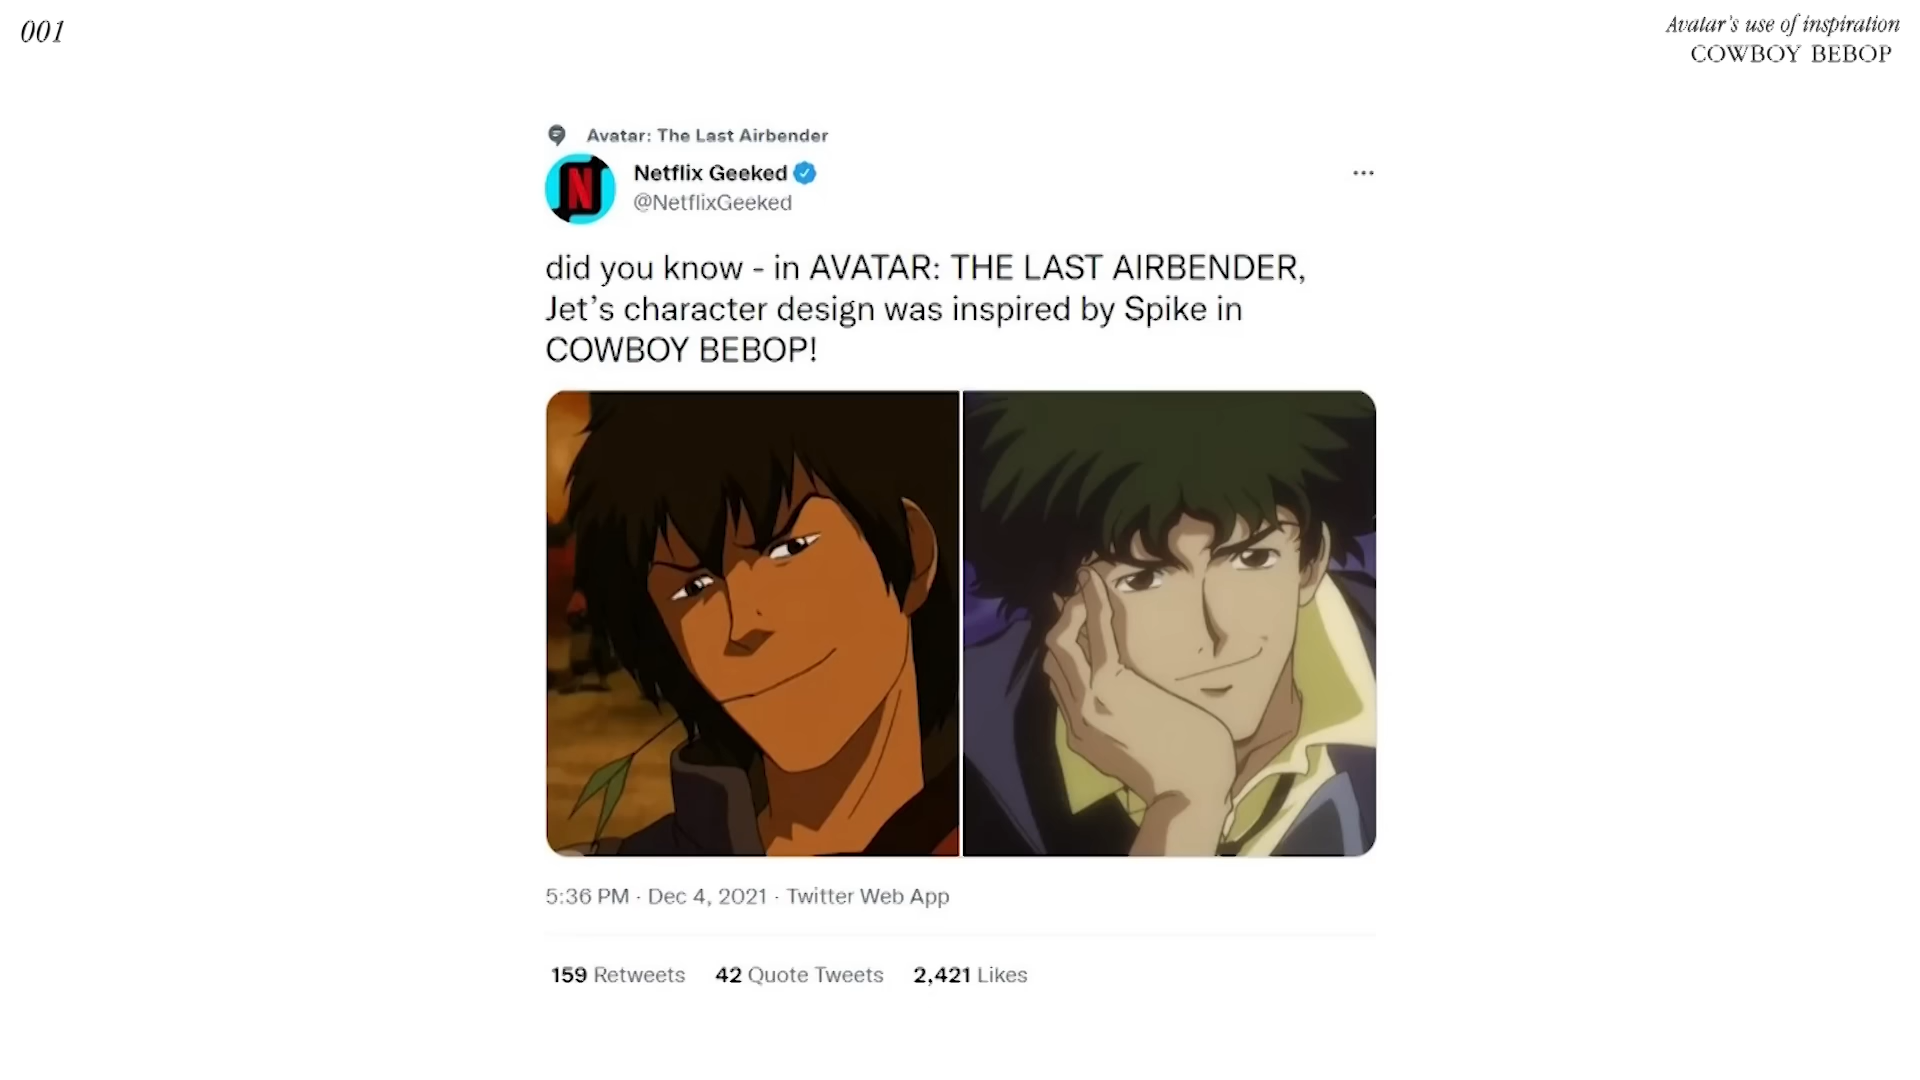 001
Avatar's use of inspiration
COWBOY BEBOP
Avatar: The Last Airbender
N
Netflix Geeked
@NetflixGeeked
did you know - in AVATAR: THE LAST AIRBENDER,
Jet’s character design was inspired by Spike in
COWBOY BEBOP!
5:36 PM · Dec 4, 2021 · Twitter Web App
159 Retweets 42 Quote Tweets 2,421 Likes